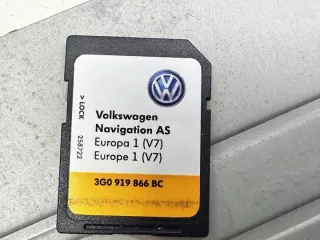 > LOCK
258722
Volkswagen
Navigation AS
Europa 1 (V7)
Europe 1 (V7)
3G0 919 866 BC